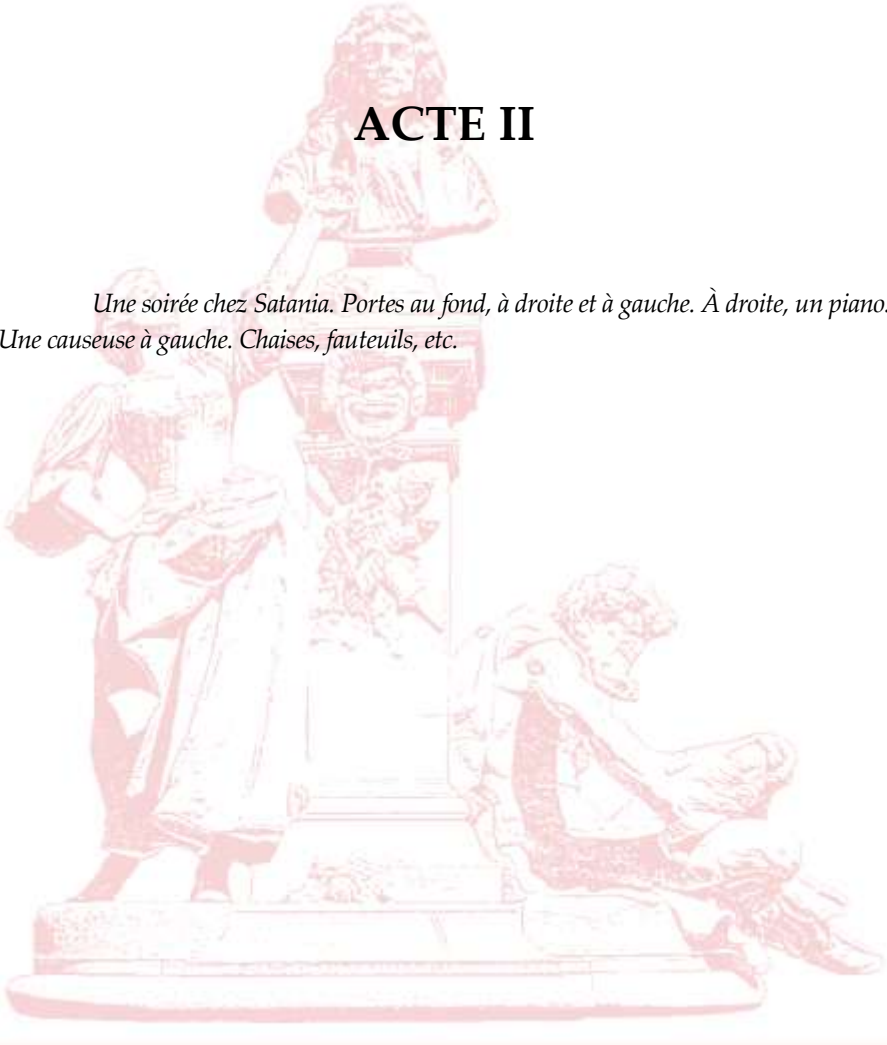 ACTE II
Une soirée chez Satania. Portes au fond, à droite et à gauche. À droite, un piano.
Une causeuse à gauche. Chaises, fauteuils, etc.